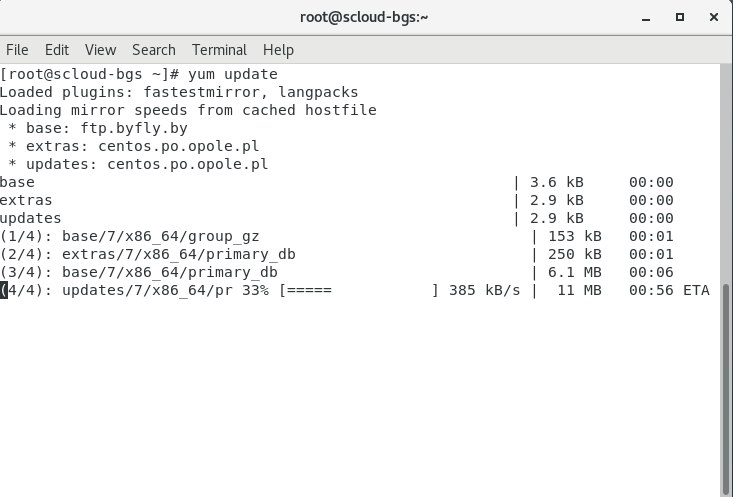 root@scloud-bgs:~
File Edit View Search Terminal Help
[root@scloud-bgs ~]# yum update
Loaded plugins: fastestmirror, langpacks
Loading mirror speeds from cached hostfile
 * base: ftp.byfly.by
 * extras: centos.po.opole.pl
 * updates: centos.po.opole.pl
base | 3.6 kB 00:00
extras | 2.9 kB 00:00
updates | 2.9 kB 00:00
(1/4): base/7/x86_64/group_gz | 153 kB 00:01
(2/4): extras/7/x86_64/primary_db | 250 kB 00:01
(3/4): base/7/x86_64/primary_db | 6.1 MB 00:06
(4/4): updates/7/x86_64/pr 33% [===== ] 385 kB/s | 11 MB 00:56 ETA